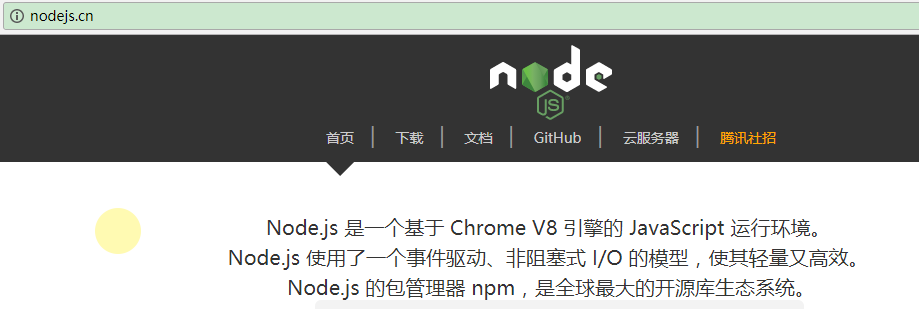 nodejs.cn
node
JS
首页 | 下载 | 文档 | GitHub | 云服务器 | 腾讯社招
Node.js 是一个基于 Chrome V8 引擎的 JavaScript 运行环境。
Node.js 使用了一个事件驱动、非阻塞式 I/O 的模型，使其轻量又高效。
Node.js 的包管理器 npm，是全球最大的开源库生态系统。